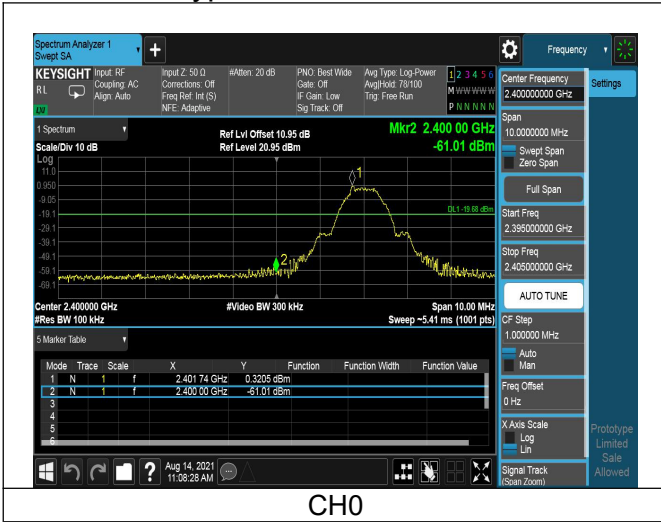 Spectrum Analyzer 1
Swept SA
Frequency
KEYSIGHT
RL
Input: RF
Coupling: AC
Align: Auto
Input Z: 50 Ω
Corrections: Off
Freq Ref: Int (S)
NFE: Adaptive
#Atten: 20 dB
PNO: Best Wide
Gate: Off
IF Gain: Low
Sig Track: Off
Avg Type: Log-Power
Avg|Hold: 78/100
Trig: Free Run
1 2 3 4 5 6
M W W W W W
P N N N N N
1 Spectrum
Scale/Div 10 dB
Log
Ref Lvl Offset 10.95 dB
Ref Level 20.95 dBm
Mkr2 2.400 00 GHz
-61.01 dBm
11.0
0.950
-9.05
-19.1
-29.1
-39.1
-49.1
-59.1
-69.1
1
DL1 -19.68 dBm
2
Center 2.400000 GHz
#Res BW 100 kHz
#Video BW 300 kHz
Span 10.00 MHz
Sweep ~5.41 ms (1001 pts)
5 Marker Table
Mode Trace Scale X Y Function Function Width Function Value
1 N 1 f 2.401 74 GHz 0.3205 dBm
2 N 1 f 2.400 00 GHz -61.01 dBm
3
4
5
6
Aug 14, 2021
11:08:28 AM
Center Frequency
2.400000000 GHz
Settings
Span
10.0000000 MHz
Swept Span
Zero Span
Full Span
Start Freq
2.395000000 GHz
Stop Freq
2.405000000 GHz
AUTO TUNE
CF Step
1.000000 MHz
Auto
Man
Freq Offset
0 Hz
X Axis Scale
Log
Lin
Signal Track
(Span Zoom)
Prototype
Limited
Sale
Allowed
CH0